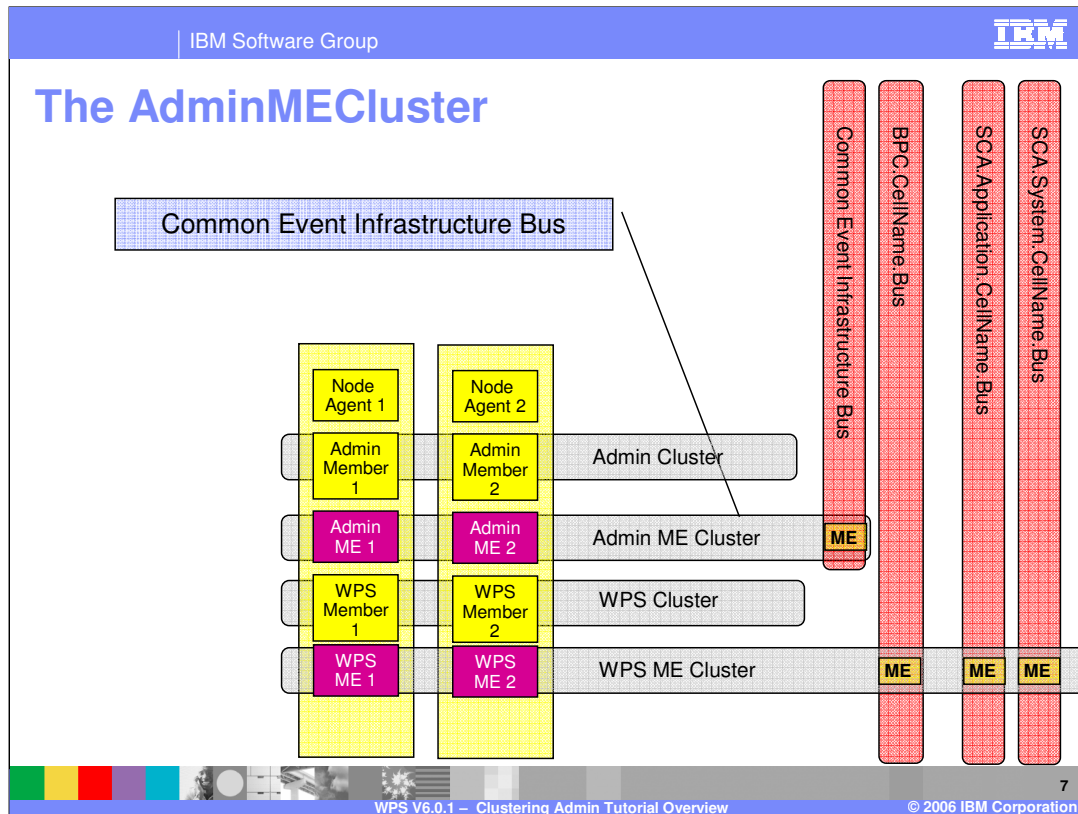 IBM Software Group
IBM
The AdminMECluster
Common Event Infrastructure Bus
Common Event Infrastructure Bus
BPC.CellName.Bus
SCA.Application.CellName.Bus
SCA.System.CellName.Bus
Node
Agent 1
Node
Agent 2
Admin
Member
1
Admin
Member
2
Admin Cluster
Admin
ME 1
Admin
ME 2
Admin ME Cluster
ME
WPS
Member
1
WPS
Member
2
WPS Cluster
WPS
ME 1
WPS
ME 2
WPS ME Cluster
ME
ME
ME
7
WPS V6.0.1 – Clustering Admin Tutorial Overview
© 2006 IBM Corporation